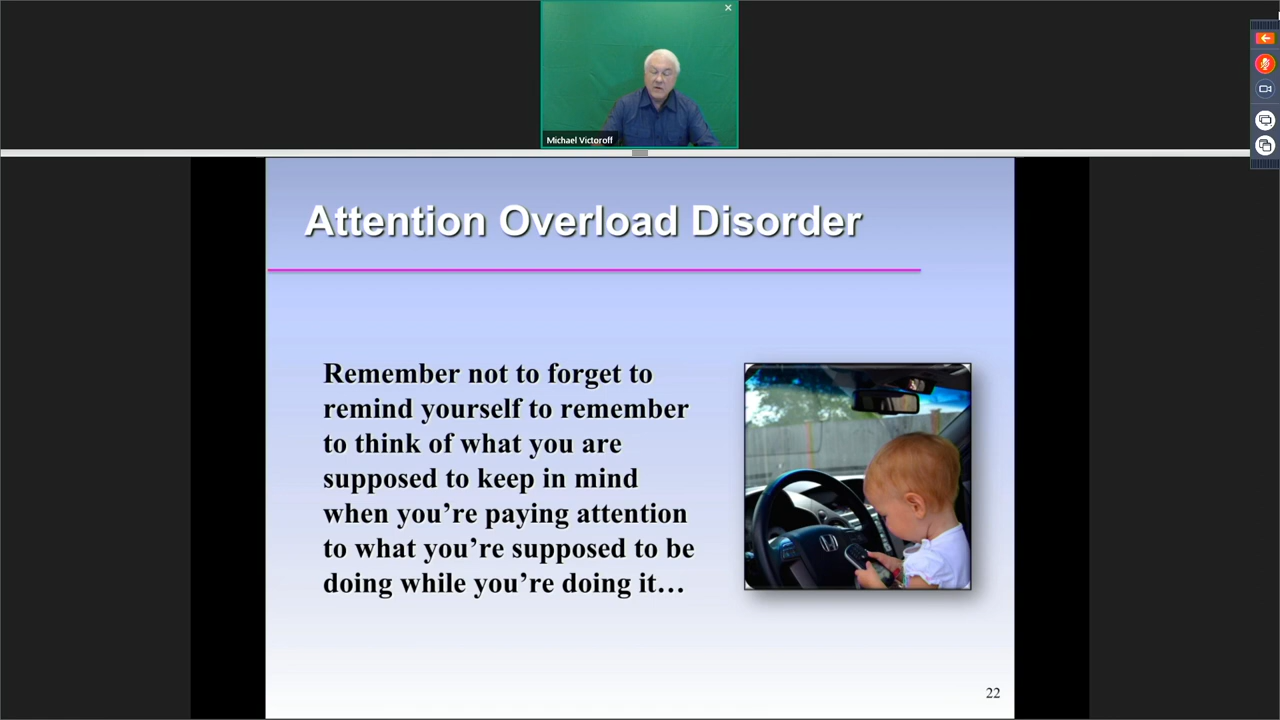 Michael Victoroff
Attention Overload Disorder
Remember not to forget to
remind yourself to remember
to think of what you are
supposed to keep in mind
when you’re paying attention
to what you’re supposed to be
doing while you’re doing it…
22